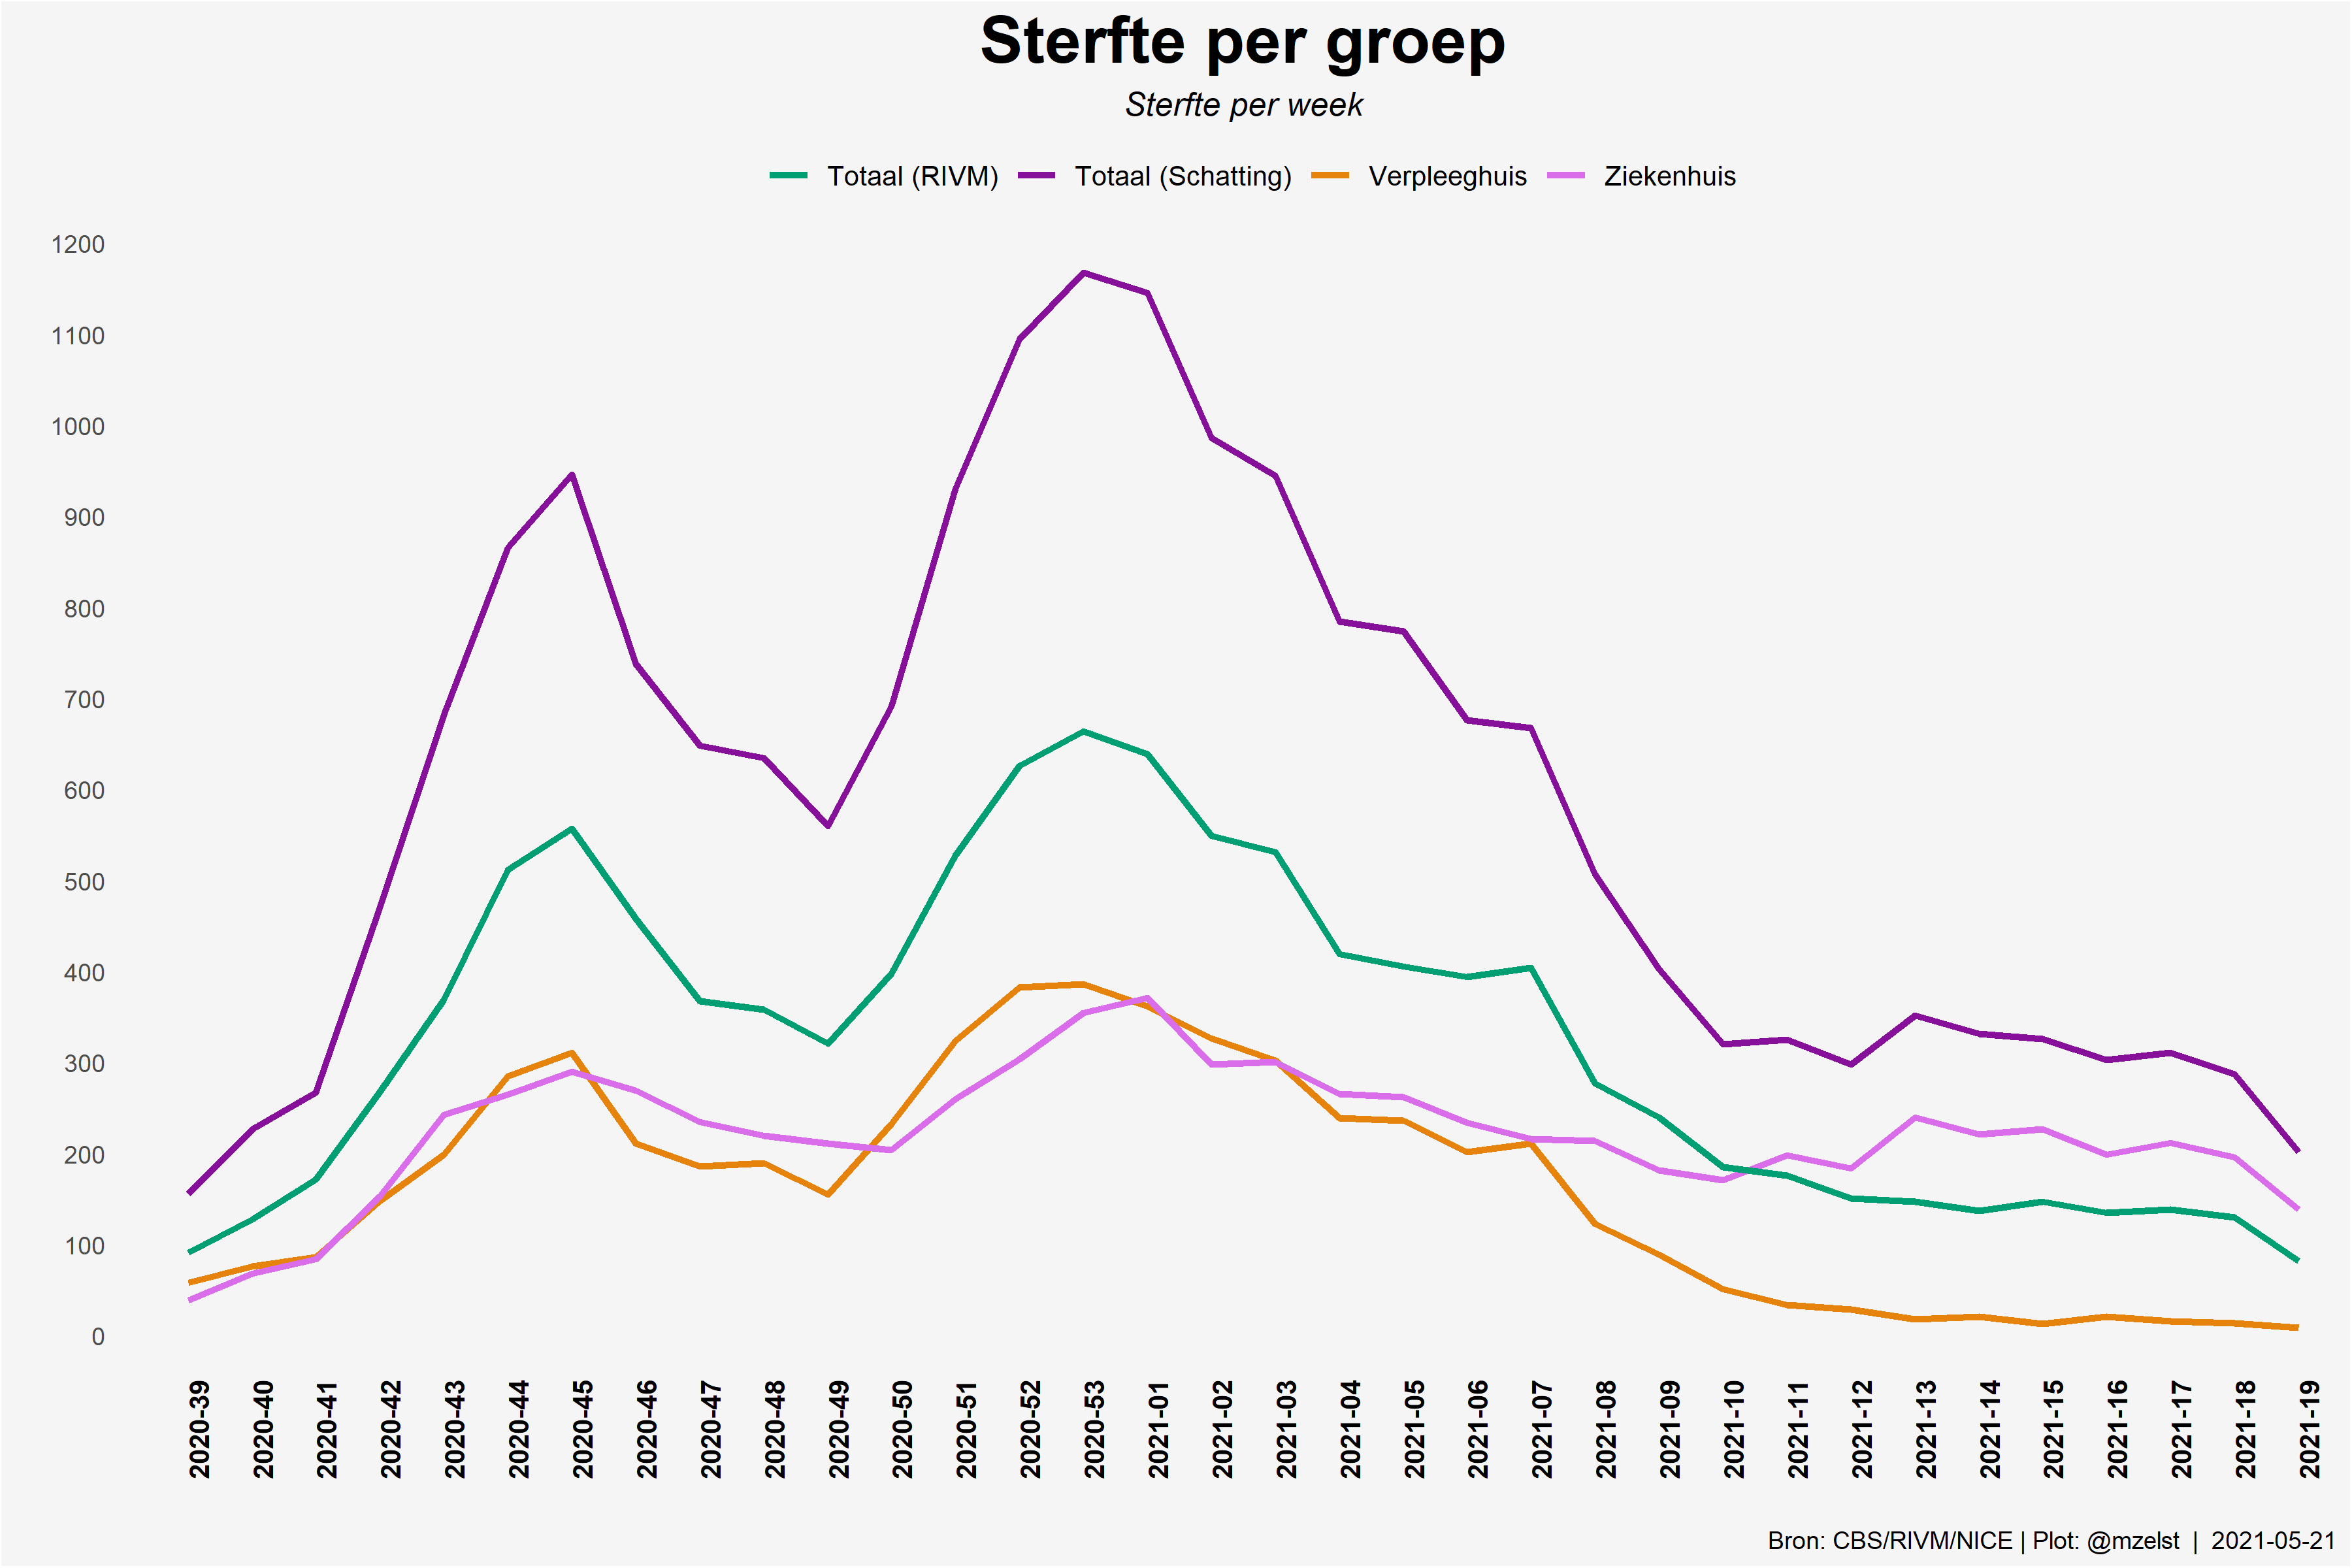 Sterfte per groep
Sterfte per week
Totaal (RIVM) Totaal (Schatting) Verpleeghuis Ziekenhuis
1200
1100
1000
900
800
700
600
500
400
300
200
100
0
2020-39 2020-40 2020-41 2020-42 2020-43 2020-44 2020-45 2020-46 2020-47 2020-48 2020-49 2020-50 2020-51 2020-52 2020-53 2021-01 2021-02 2021-03 2021-04 2021-05 2021-06 2021-07 2021-08 2021-09 2021-10 2021-11 2021-12 2021-13 2021-14 2021-15 2021-16 2021-17 2021-18 2021-19
Bron: CBS/RIVM/NICE | Plot: @mzelst | 2021-05-21